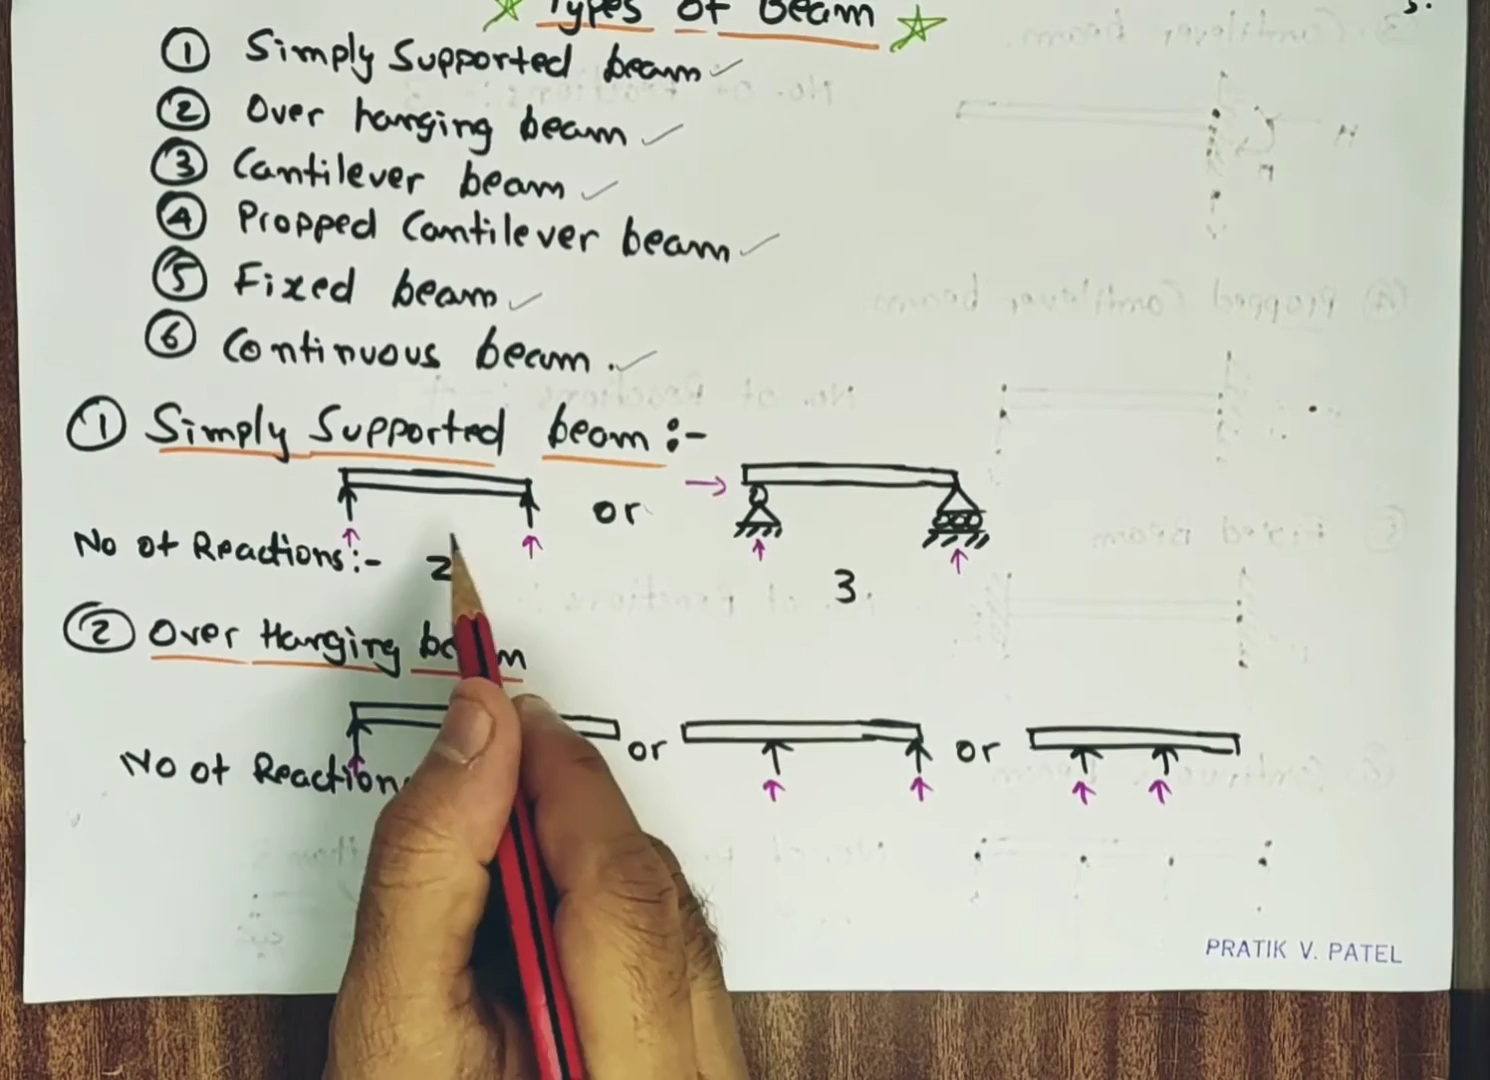 Types of Beam
① Simply Supported beam
② Over hanging beam
③ Cantilever beam
④ Propped Cantilever beam
⑤ Fixed beam
⑥ Continuous beam.
① Simply Supported beam :-
or
No of Reactions :- 2
3.
② Over Hanging beam
or
or
No of Reaction
PRATIK V. PATEL